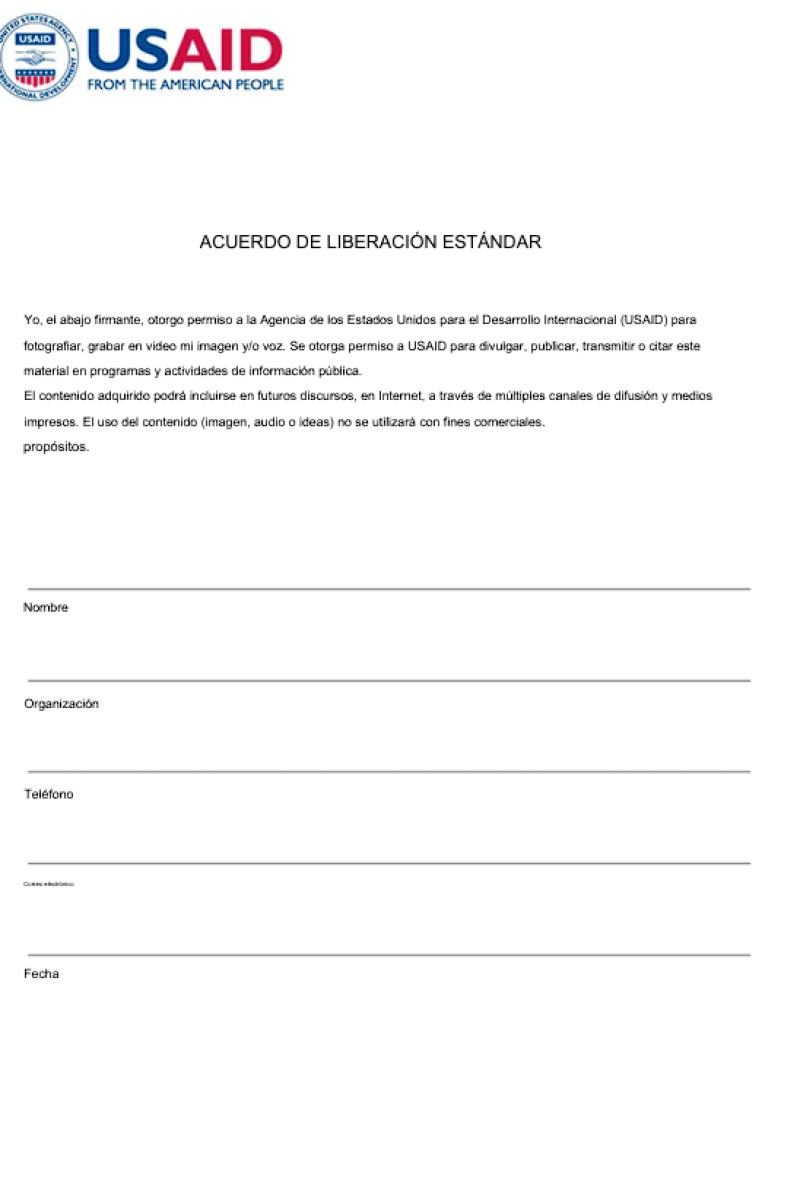 UNITED STATES AGENCY
USAID
INTERNATIONAL DEVELOPMENT
USAID
FROM THE AMERICAN PEOPLE
ACUERDO DE LIBERACIÓN ESTÁNDAR
Yo, el abajo firmante, otorgo permiso a la Agencia de los Estados Unidos para el Desarrollo Internacional (USAID) para
fotografiar, grabar en video mi imagen y/o voz. Se otorga permiso a USAID para divulgar, publicar, transmitir o citar este
material en programas y actividades de información pública.
El contenido adquirido podrá incluirse en futuros discursos, en Internet, a través de múltiples canales de difusión y medios
impresos. El uso del contenido (imagen, audio o ideas) no se utilizará con fines comerciales.
propósitos.
Nombre
Organización
Teléfono
Correo electrónico
Fecha